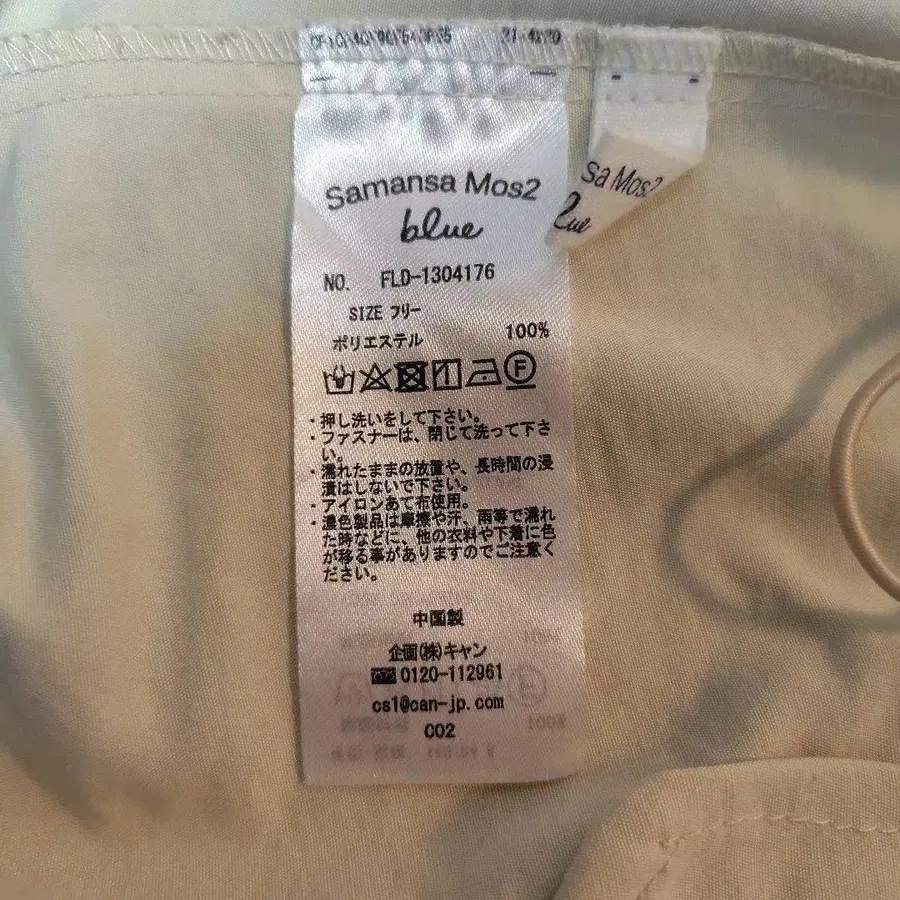 Samansa Mos2
blue
NO. FLD-1304176
SIZE フリー
ポリエステル 100%
・押し洗いをして下さい。
・ファスナーは、閉じて洗って下さ
い。
・濡れたままの放置や、長時間の浸
漬はしないで下さい。
・アイロンあて布使用。
・濃色製品は摩擦や汗、雨等で濡れ
た時などに、他の衣料や下着に色
が移る事がありますのでご注意く
ださい。
中国製
企画(株)キャン
0120-112961
cs1@can-jp.com
C02
sa Mos2
lue